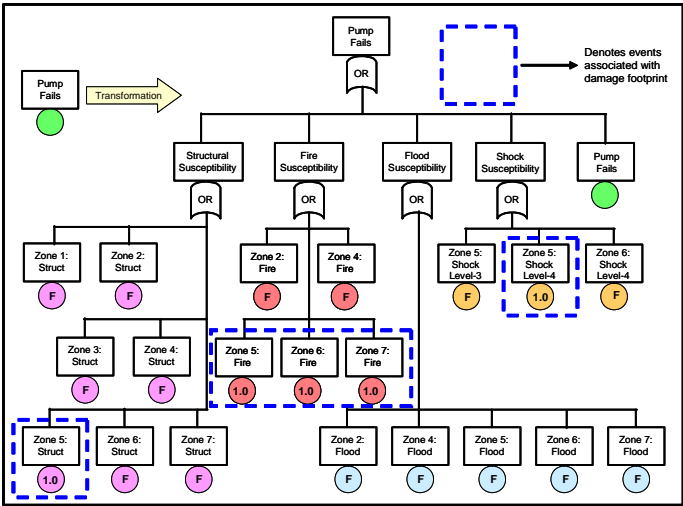 Pump
Fails
OR
Denotes events
associated with
damage footprint
Pump
Fails
Transformation
Structural
Susceptibility
OR
Fire
Susceptibility
OR
Flood
Susceptibility
OR
Shock
Susceptibility
OR
Pump
Fails
Zone 1:
Struct
F
Zone 2:
Struct
F
Zone 2:
Fire
F
Zone 4:
Fire
F
Zone 5:
Shock
Level-3
F
Zone 5:
Shock
Level-4
1.0
Zone 6:
Shock
Level-4
F
Zone 3:
Struct
F
Zone 4:
Struct
F
Zone 5:
Fire
1.0
Zone 6:
Fire
1.0
Zone 7:
Fire
1.0
Zone 5:
Struct
1.0
Zone 6:
Struct
F
Zone 7:
Struct
F
Zone 2:
Flood
F
Zone 4:
Flood
F
Zone 5:
Flood
F
Zone 6:
Flood
F
Zone 7:
Flood
F